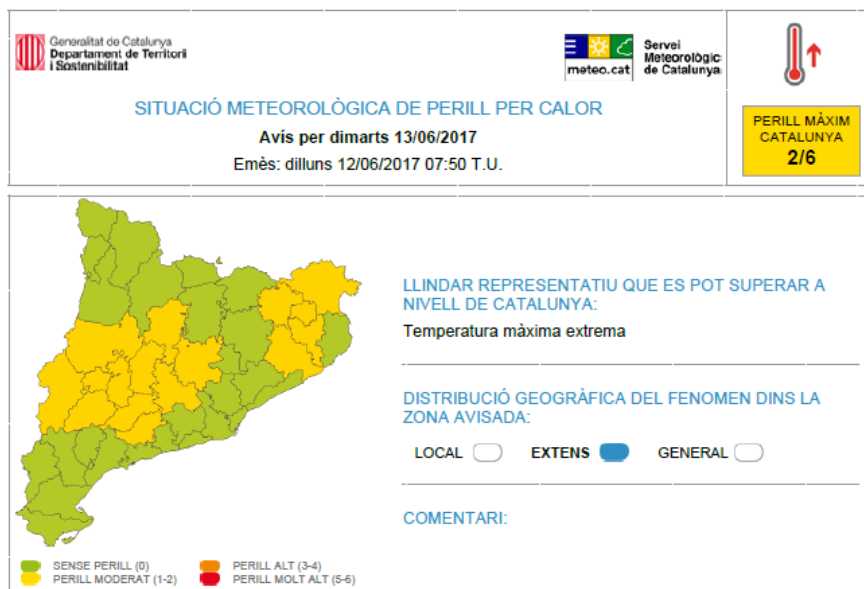 Generalitat de Catalunya
Departament de Territori
i Sostenibilitat
meteo.cat
Servei
Meteorològic
de Catalunya
SITUACIÓ METEOROLÒGICA DE PERILL PER CALOR
Avís per dimarts 13/06/2017
Emès: dilluns 12/06/2017 07:50 T.U.
PERILL MÀXIM
CATALUNYA
2/6
LLINDAR REPRESENTATIU QUE ES POT SUPERAR A
NIVELL DE CATALUNYA:
Temperatura màxima extrema
DISTRIBUCIÓ GEOGRÀFICA DEL FENOMEN DINS LA
ZONA AVISADA:
LOCAL EXTENS GENERAL
COMENTARI:
SENSE PERILL (0) PERILL ALT (3-4)
PERILL MODERAT (1-2) PERILL MOLT ALT (5-6)